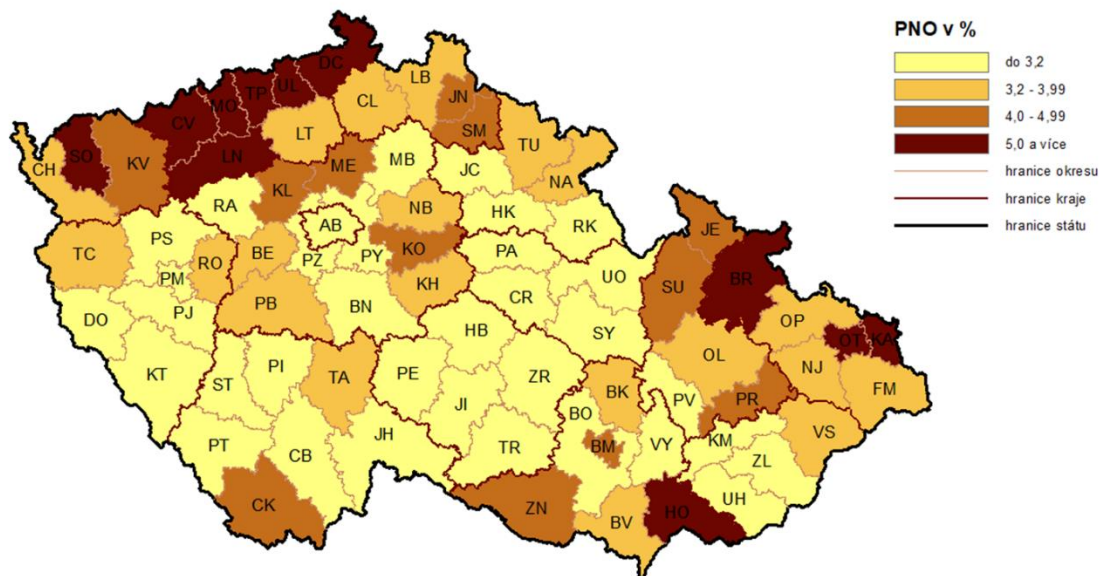 PNO v %
do 3,2
3,2 - 3,99
4,0 - 4,99
5,0 a více
hranice okresu
hranice kraje
hranice státu
DC
LB
UL
TP
MO
CL
JN
CV
LT
SM
TU
SO
LN
ME
MB
JC
CH
KV
KL
NA
RA
NB
HK
RK
AB
JE
PS
BE
KO
PA
TC
RO
PZ
PY
UO
BR
PM
SU
KH
CR
PB
BN
OP
DO
PJ
SY
OT
KA
HB
OL
NJ
KT
ST
PI
TA
PE
ZR
BK
FM
PR
PV
JI
BO
VS
PT
CB
JH
TR
BM
VY
KM
ZL
UH
CK
ZN
BV
HO